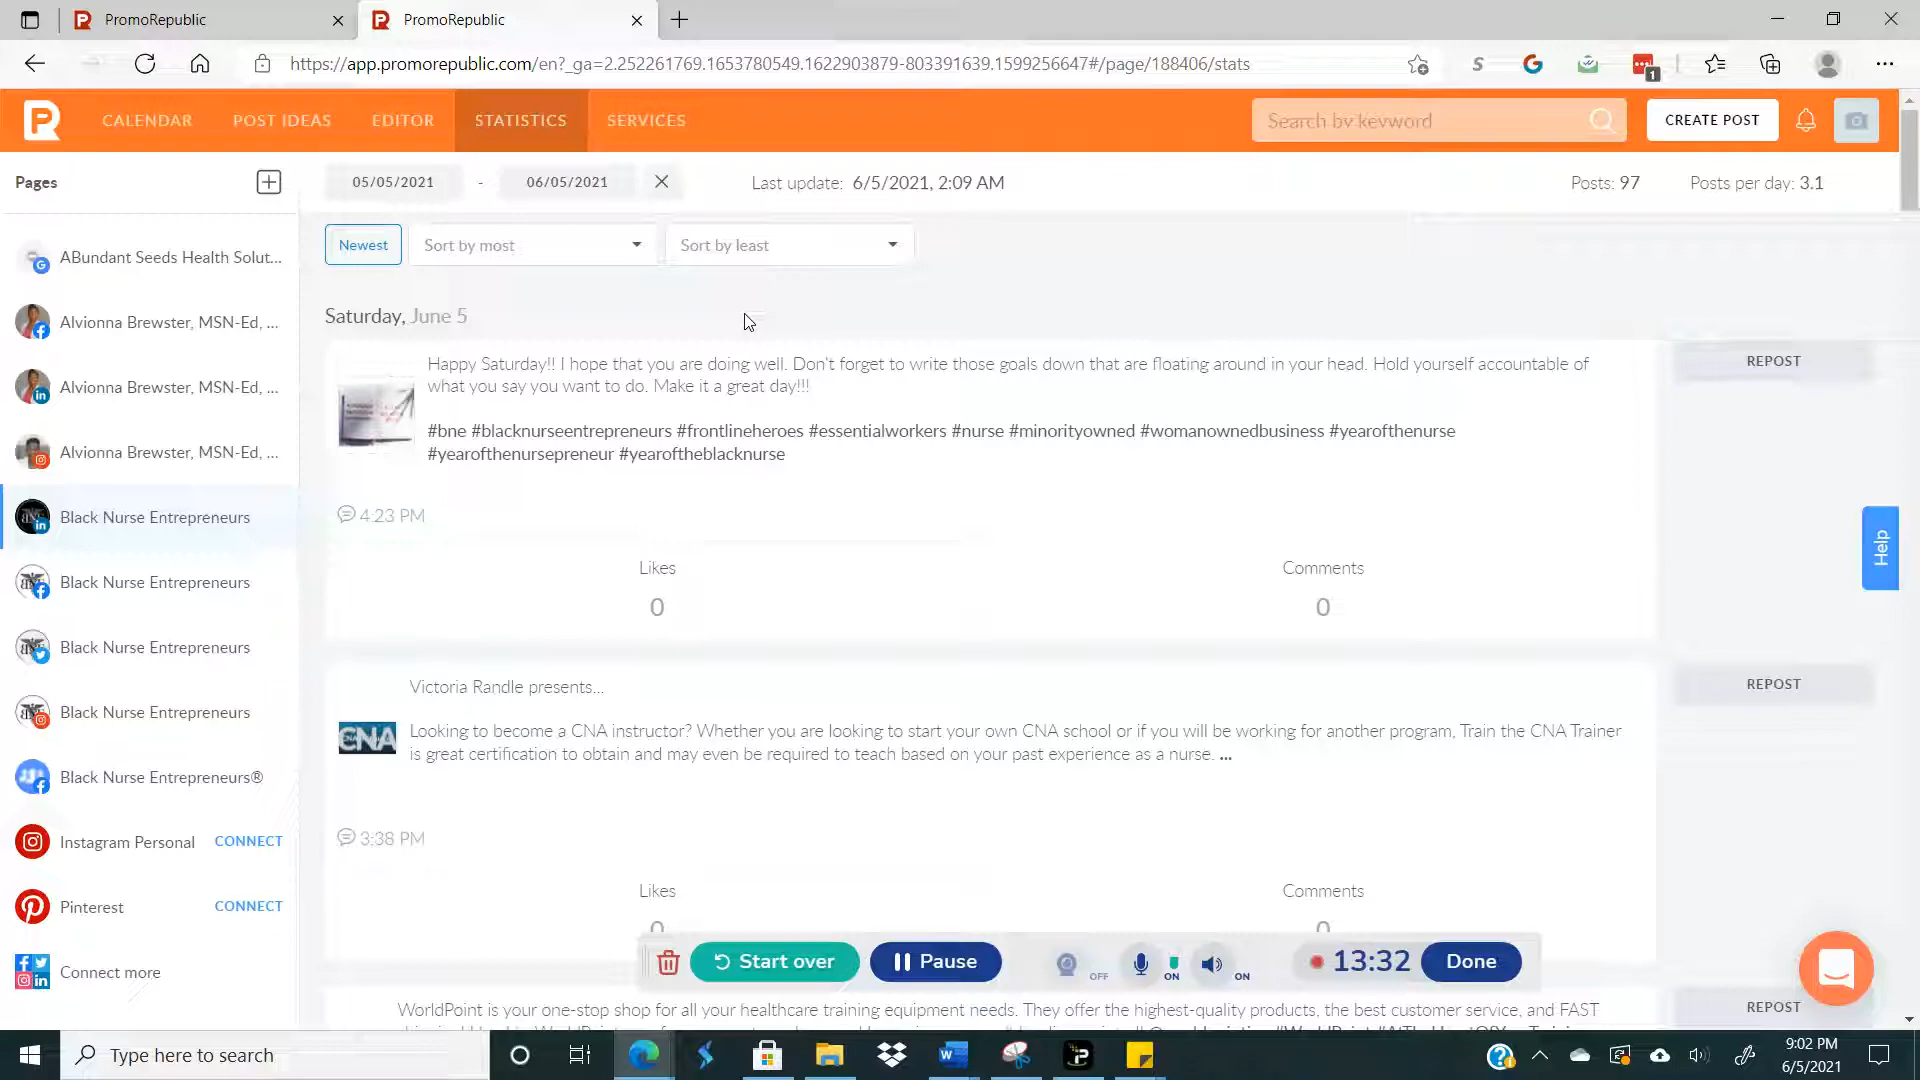 PromoRepublic
PromoRepublic
https://app.promorepublic.com/en?_ga=2.252261769.1653780549.1622903879-803391639.1599256647#/page/188406/stats
CALENDAR
POST IDEAS
EDITOR
STATISTICS
SERVICES
Search by keyword
CREATE POST
Pages
05/05/2021 - 06/05/2021
Last update: 6/5/2021, 2:09 AM
Posts: 97
Posts per day: 3.1
Newest
Sort by most
Sort by least
ABundant Seeds Health Solut...
Alvionna Brewster, MSN-Ed, ...
Alvionna Brewster, MSN-Ed, ...
Alvionna Brewster, MSN-Ed, ...
Black Nurse Entrepreneurs
Black Nurse Entrepreneurs
Black Nurse Entrepreneurs
Black Nurse Entrepreneurs
Black Nurse Entrepreneurs®
Instagram Personal CONNECT
Pinterest CONNECT
Connect more
Saturday, June 5
Happy Saturday!! I hope that you are doing well. Don't forget to write those goals down that are floating around in your head. Hold yourself accountable of
what you say you want to do. Make it a great day!!!
#bne #blacknurseentrepreneurs #frontlineheroes #essentialworkers #nurse #minorityowned #womanownedbusiness #yearofthenurse
#yearofthenursepreneur #yearoftheblacknurse
4:23 PM
Likes
Comments
0
0
REPOST
Victoria Randle presents...
CNA
Looking to become a CNA instructor? Whether you are looking to start your own CNA school or if you will be working for another program, Train the CNA Trainer
is great certification to obtain and may even be required to teach based on your past experience as a nurse. ...
3:38 PM
Likes
Comments
0
0
REPOST
Help
Start over
Pause
OFF
ON
ON
13:32
Done
WorldPoint is your one-stop shop for all your healthcare training equipment needs. They offer the highest-quality products, the best customer service, and FAST
REPOST
Type here to search
9:02 PM
6/5/2021